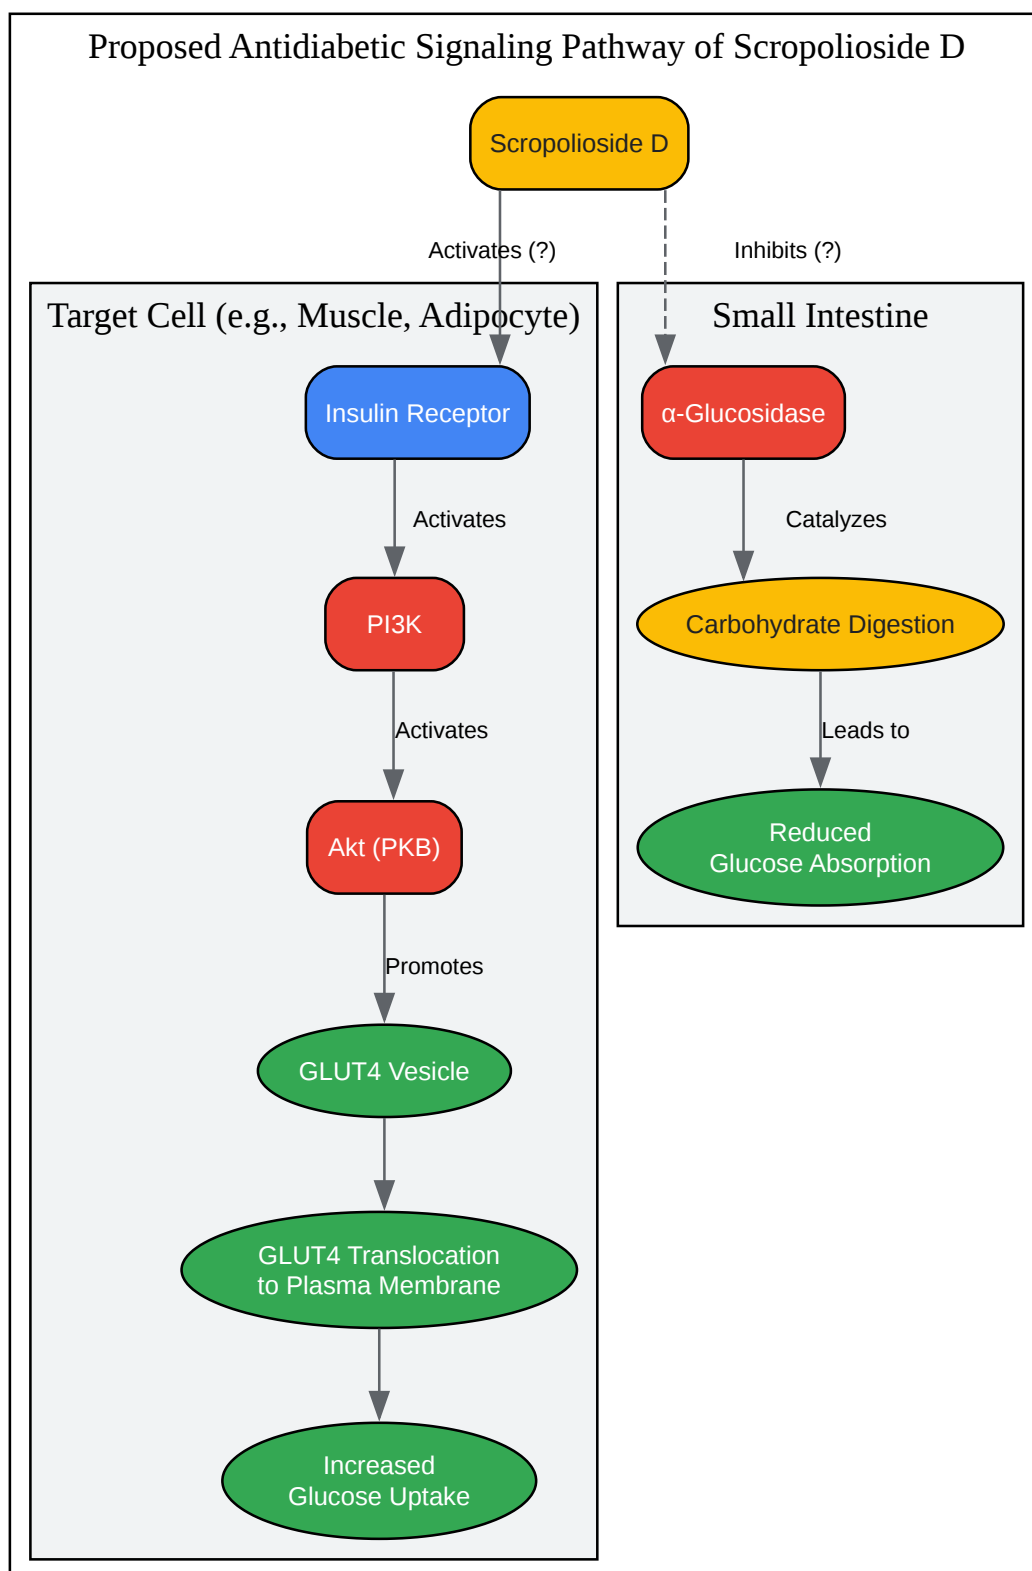 Proposed Antidiabetic Signaling Pathway of Scropolioside D
Scropolioside D
Activates (?)
Inhibits (?)
Target Cell (e.g., Muscle, Adipocyte)
Insulin Receptor
Activates
PI3K
Activates
Akt (PKB)
Promotes
GLUT4 Vesicle
GLUT4 Translocation
to Plasma Membrane
Increased
Glucose Uptake
Small Intestine
α-Glucosidase
Catalyzes
Carbohydrate Digestion
Leads to
Reduced
Glucose Absorption